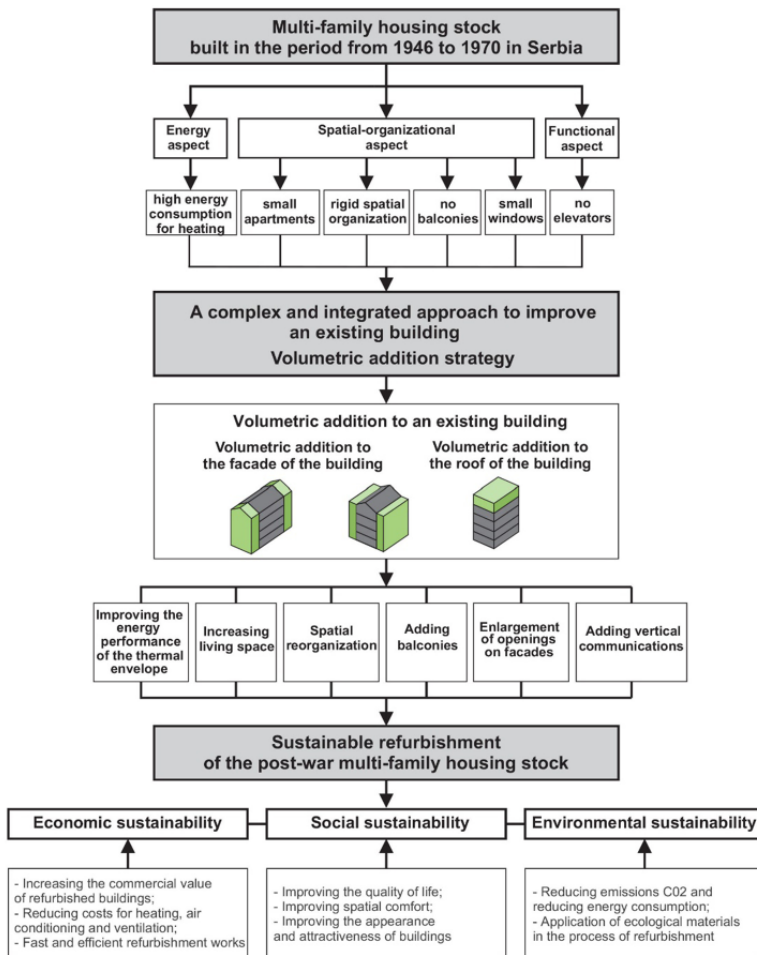 Multi-family housing stock
built in the period from 1946 to 1970 in Serbia
Energy
aspect
Spatial-organizational
aspect
Functional
aspect
high energy
consumption
for heating
small
apartments
rigid spatial
organization
no
balconies
small
windows
no
elevators
A complex and integrated approach to improve
an existing building
Volumetric addition strategy
Volumetric addition to an existing building
Volumetric addition to
the facade of the building
Volumetric addition to
the roof of the building
Improving the
energy
performance
of the thermal
envelope
Increasing
living space
Spatial
reorganization
Adding
balconies
Enlargement
of openings
on facades
Adding vertical
communications
Sustainable refurbishment
of the post-war multi-family housing stock
Economic sustainability
Social sustainability
Environmental sustainability
- Increasing the commercial value
of refurbished buildings;
- Reducing costs for heating, air
conditioning and ventilation;
- Fast and efficient refurbishment works
- Improving the quality of life;
- Improving spatial comfort;
- Improving the appearance
and attractiveness of buildings
- Reducing emissions C02 and
reducing energy consumption;
- Application of ecological materials
in the process of refurbishment